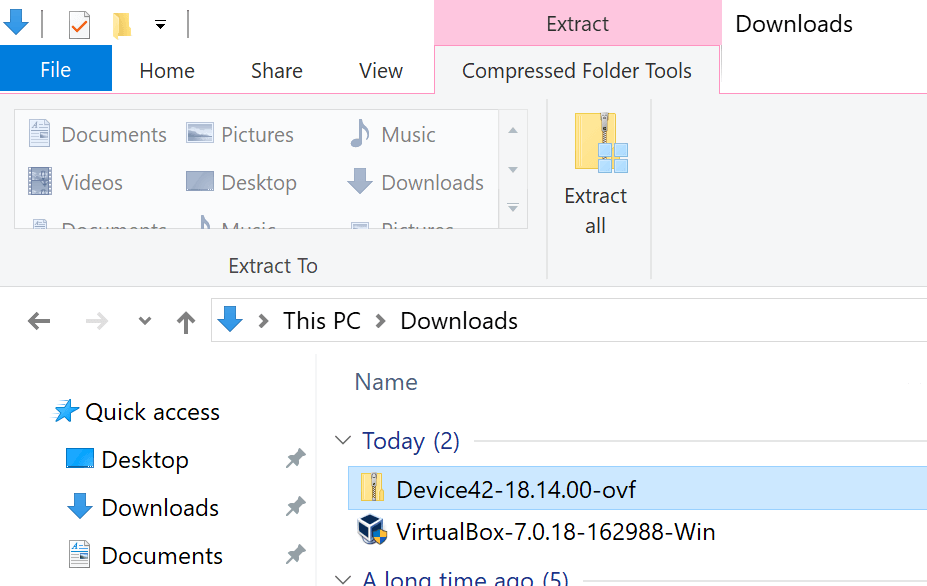 Extract Downloads
File Home Share View Compressed Folder Tools
Documents Pictures Music
Videos Desktop Downloads
Documents Music Pictures
Extract all
Extract To
This PC Downloads
Name
Quick access
Today (2)
Desktop
Device42-18.14.00-ovf
Downloads
VirtualBox-7.0.18-162988-Win
Documents
A long time ago (5)